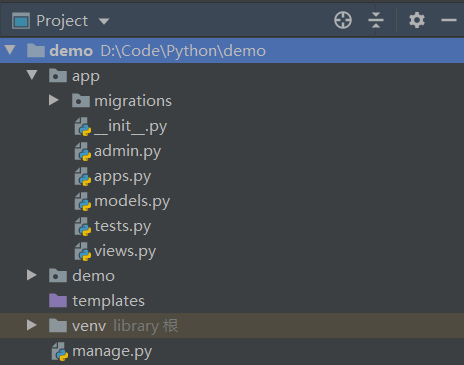 Project
demo D:\Code\Python\demo
app
migrations
__init__.py
admin.py
apps.py
models.py
tests.py
views.py
demo
templates
venv library 根
manage.py